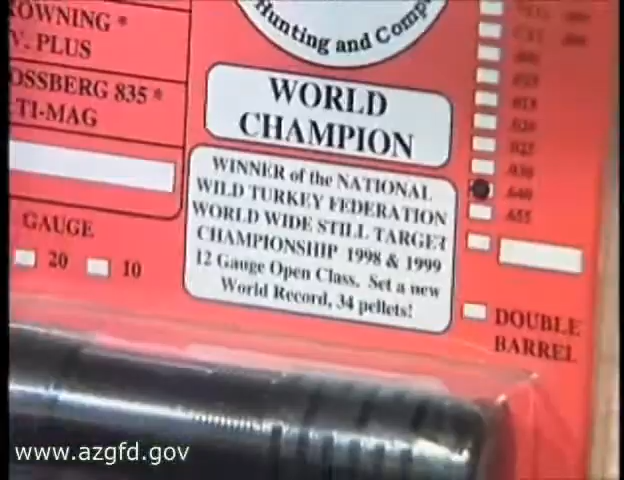 ROWNING *
V. PLUS
OSSBERG 835 *
TI-MAG
GAUGE
20
10
Hunting and Comp
WORLD
CHAMPION
WINNER of the NATIONAL
WILD TURKEY FEDERATION
WORLD WIDE STILL TARGET
CHAMPIONSHIP 1998 & 1999
12 Gauge Open Class. Set a new
World Record, 34 pellets!
.640
.655
DOUBLE
BARREL
www.azgfd.gov